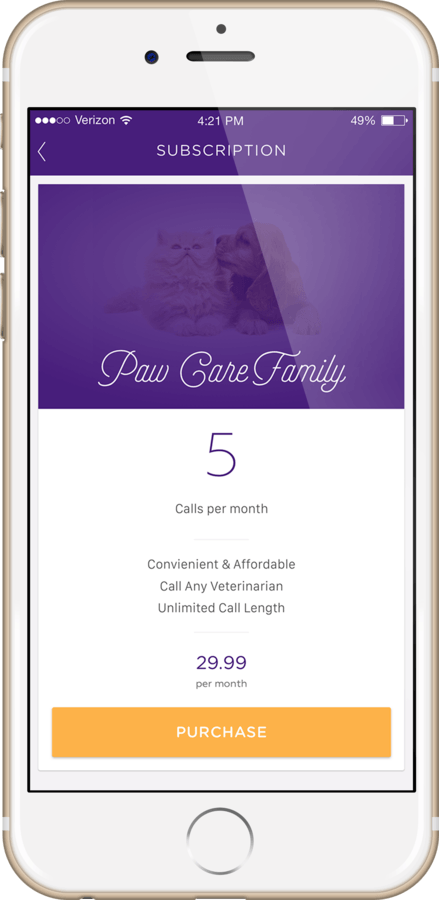 Verizon 4:21 PM 49%
SUBSCRIPTION
Paw Care Family
5
Calls per month
Convienient & Affordable
Call Any Veterinarian
Unlimited Call Length
29.99
per month
PURCHASE